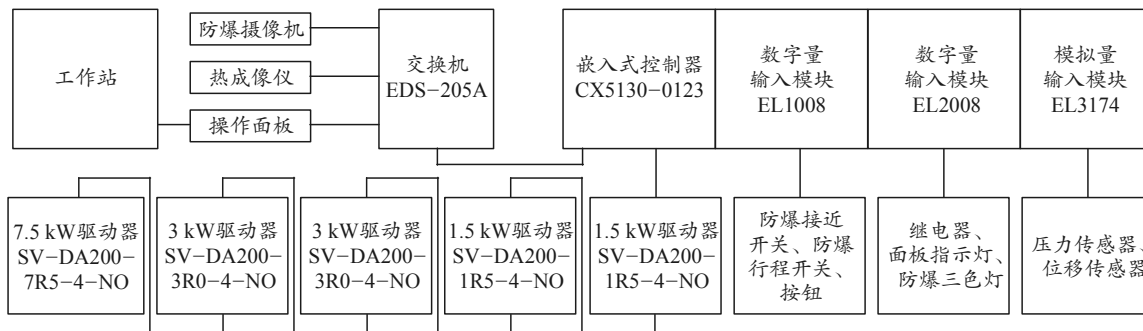 工作站
防爆摄像机
热成像仪
操作面板
交换机
EDS-205A
嵌入式控制器
CX5130-0123
数字量
输入模块
EL1008
数字量
输入模块
EL2008
模拟量
输入模块
EL3174
7.5 kW驱动器
SV-DA200-
7R5-4-NO
3 kW驱动器
SV-DA200-
3R0-4-NO
3 kW驱动器
SV-DA200-
3R0-4-NO
1.5 kW驱动器
SV-DA200-
1R5-4-NO
1.5 kW驱动器
SV-DA200-
1R5-4-NO
防爆接近
开关、防爆
行程开关、
按钮
继电器、
面板指示灯、
防爆三色灯
压力传感器、
位移传感器